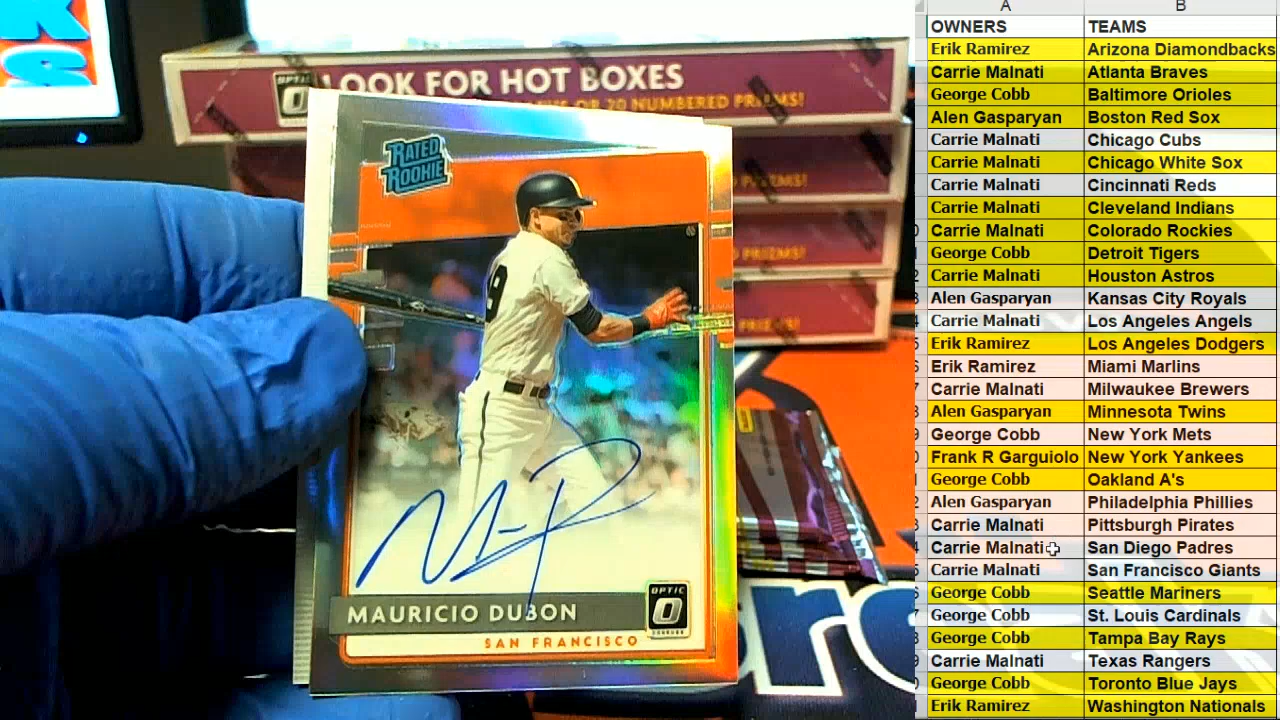 LOOK FOR HOT BOXES
OR 20 NUMBERED PRIZMS!
RATED
ROOKIE
9
MAURICIO DUBON
SAN FRANCISCO
OPTIC
A B
OWNERS TEAMS
Erik Ramirez Arizona Diamondbacks
Carrie Malnati Atlanta Braves
George Cobb Baltimore Orioles
Alen Gasparyan Boston Red Sox
Carrie Malnati Chicago Cubs
Carrie Malnati Chicago White Sox
Carrie Malnati Cincinnati Reds
Carrie Malnati Cleveland Indians
Carrie Malnati Colorado Rockies
George Cobb Detroit Tigers
Carrie Malnati Houston Astros
Alen Gasparyan Kansas City Royals
Carrie Malnati Los Angeles Angels
Erik Ramirez Los Angeles Dodgers
Erik Ramirez Miami Marlins
Carrie Malnati Milwaukee Brewers
Alen Gasparyan Minnesota Twins
George Cobb New York Mets
Frank R Garguiolo New York Yankees
George Cobb Oakland A's
Alen Gasparyan Philadelphia Phillies
Carrie Malnati Pittsburgh Pirates
Carrie Malnati San Diego Padres
Carrie Malnati San Francisco Giants
George Cobb Seattle Mariners
George Cobb St. Louis Cardinals
George Cobb Tampa Bay Rays
Carrie Malnati Texas Rangers
George Cobb Toronto Blue Jays
Erik Ramirez Washington Nationals